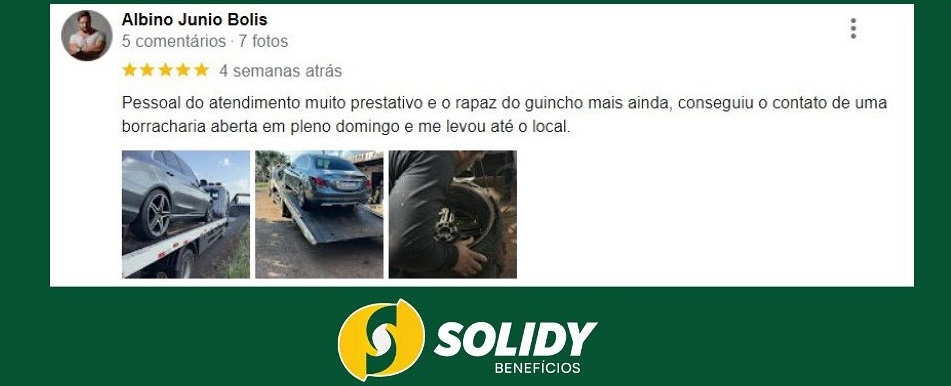 Albino Junio Bolis
5 comentários · 7 fotos
4 semanas atrás
Pessoal do atendimento muito prestativo e o rapaz do guincho mais ainda, conseguiu o contato de uma
borracharia aberta em pleno domingo e me levou até o local.
SOLIDY
BENEFÍCIOS